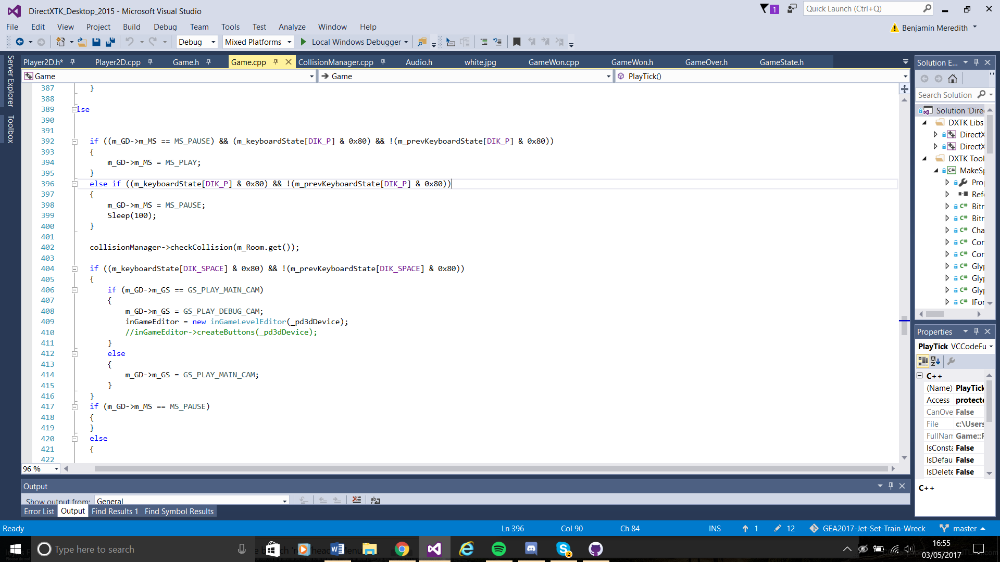 DirectXTK_Desktop_2015 - Microsoft Visual Studio
1
Quick Launch (Ctrl+Q)
File Edit View Project Build Debug Team Tools Test Analyze Window Help
Benjamin Meredith
Debug Mixed Platforms Local Windows Debugger
Server Explorer
Toolbox
Player2D.h* Player2D.cpp Game.h Game.cpp CollisionManager.cpp Audio.h white.jpg GameWon.cpp GameWon.h GameOver.h GameState.h
Game Game PlayTick()
387 }
388
389 lse
390
391
392 if ((m_GD->m_MS == MS_PAUSE) && (m_keyboardState[DIK_P] & 0x80) && !(m_prevKeyboardState[DIK_P] & 0x80))
393 {
394 m_GD->m_MS = MS_PLAY;
395 }
396 else if ((m_keyboardState[DIK_P] & 0x80) && !(m_prevKeyboardState[DIK_P] & 0x80))
397 {
398 m_GD->m_MS = MS_PAUSE;
399 Sleep(100);
400 }
401
402 collisionManager->checkCollision(m_Room.get());
403
404 if ((m_keyboardState[DIK_SPACE] & 0x80) && !(m_prevKeyboardState[DIK_SPACE] & 0x80))
405 {
406 if (m_GD->m_GS == GS_PLAY_MAIN_CAM)
407 {
408 m_GD->m_GS = GS_PLAY_DEBUG_CAM;
409 inGameEditor = new inGameLevelEditor(_pd3dDevice);
410 //inGameEditor->createButtons(_pd3dDevice);
411 }
412 else
413 {
414 m_GD->m_GS = GS_PLAY_MAIN_CAM;
415 }
416 }
417 if (m_GD->m_MS == MS_PAUSE)
418 {
419 }
420 else
421 {
422
96 %
Solution E...
Search Solution
Solution 'Dire
DXTK Libs
DirectX
DirectX
DXTK Tool
C# MakeSp
Prop
Refe
C# Bitn
C# Bitn
C# Cha
C# Con
C# Con
C# Glyp
C# Glyp
C# Glyp
C# IFor
Properties
PlayTick VCCodeFu
C++
(Name) PlayTick
Access protecte
CanOve False
File c:\Users
FullNam Game::P
IsConsta False
IsDefau False
IsDelete False
C++
Output
Show output from: General
Error List Output Find Results 1 Find Symbol Results
Ready Ln 396 Col 90 Ch 84 INS 1 12 GEA2017-Jet-Set-Train-Wreck master
Type here to search
2
16:55
03/05/2017